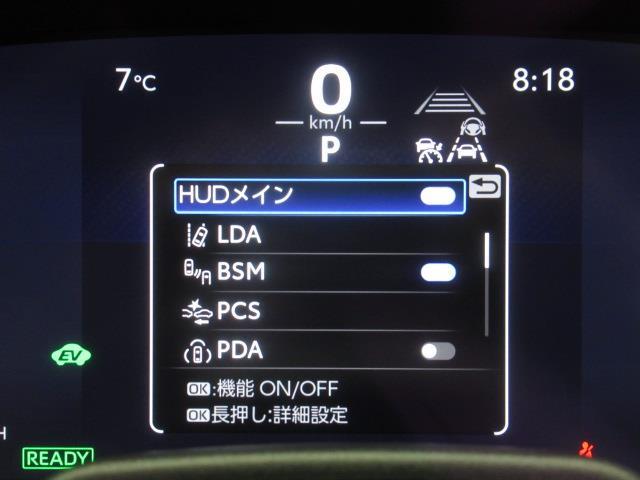 7℃
0
8:18
km/h
P
HUDメイン
LDA
BSM
PCS
PDA
OK:機能 ON/OFF
OK長押し:詳細設定
EV
H
READY